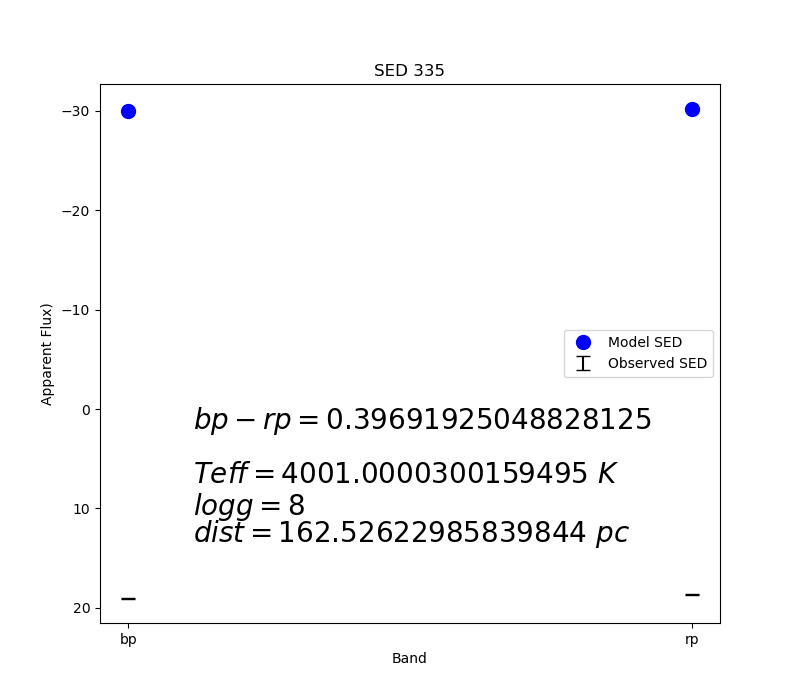 SED 335
−30
−20
−10
0
10
20
Apparent Flux)
Model SED
Observed SED
bp − rp = 0.39691925048828125
Teff = 4001.0000300159495 K
logg = 8
dist = 162.52622985839844 pc
bp
rp
Band